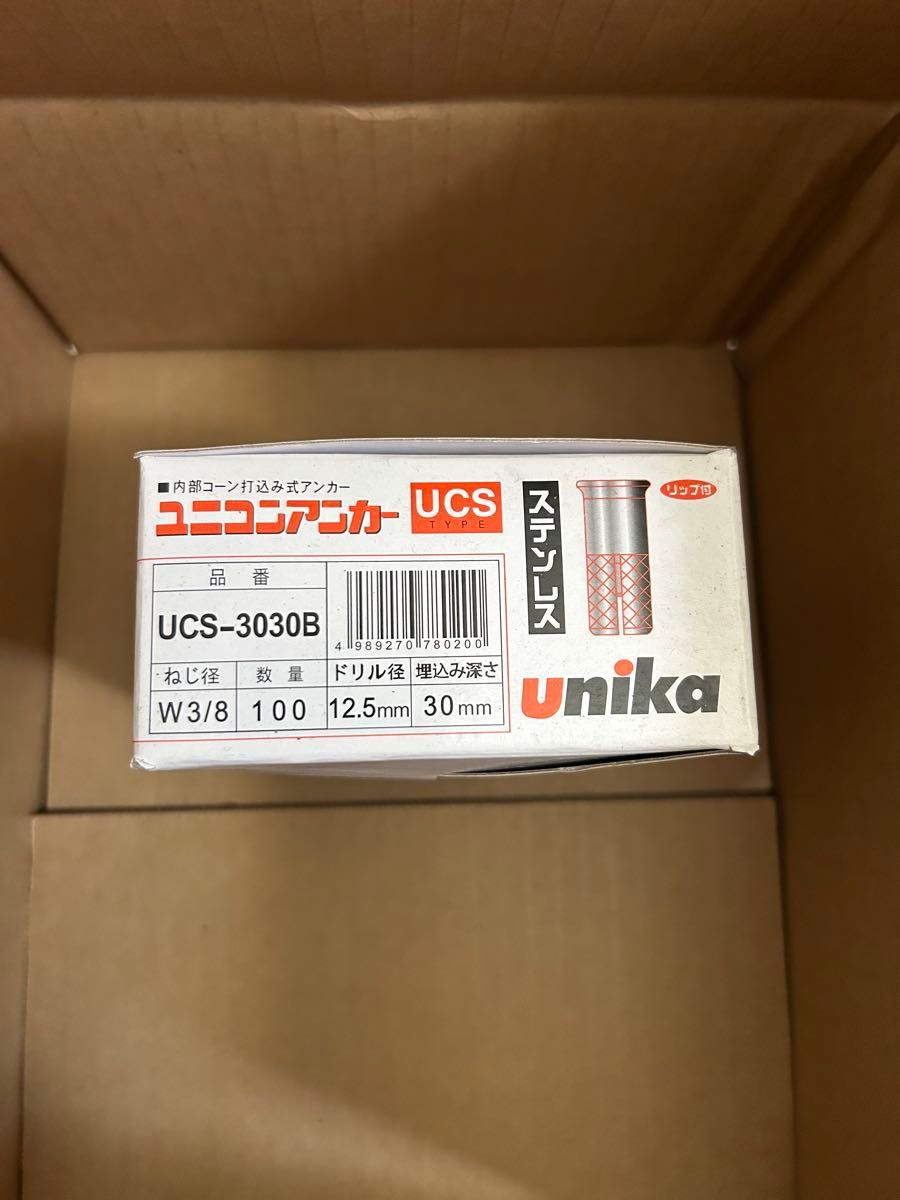 ■内部コーン打込み式アンカー
ユニコンアンカー
UCS
TYPE
ステンレス
リップ付
品番
UCS-3030B
4 989270 780200
ねじ径 数量 ドリル径 埋込み深さ
W3/8 100 12.5mm 30mm
unika